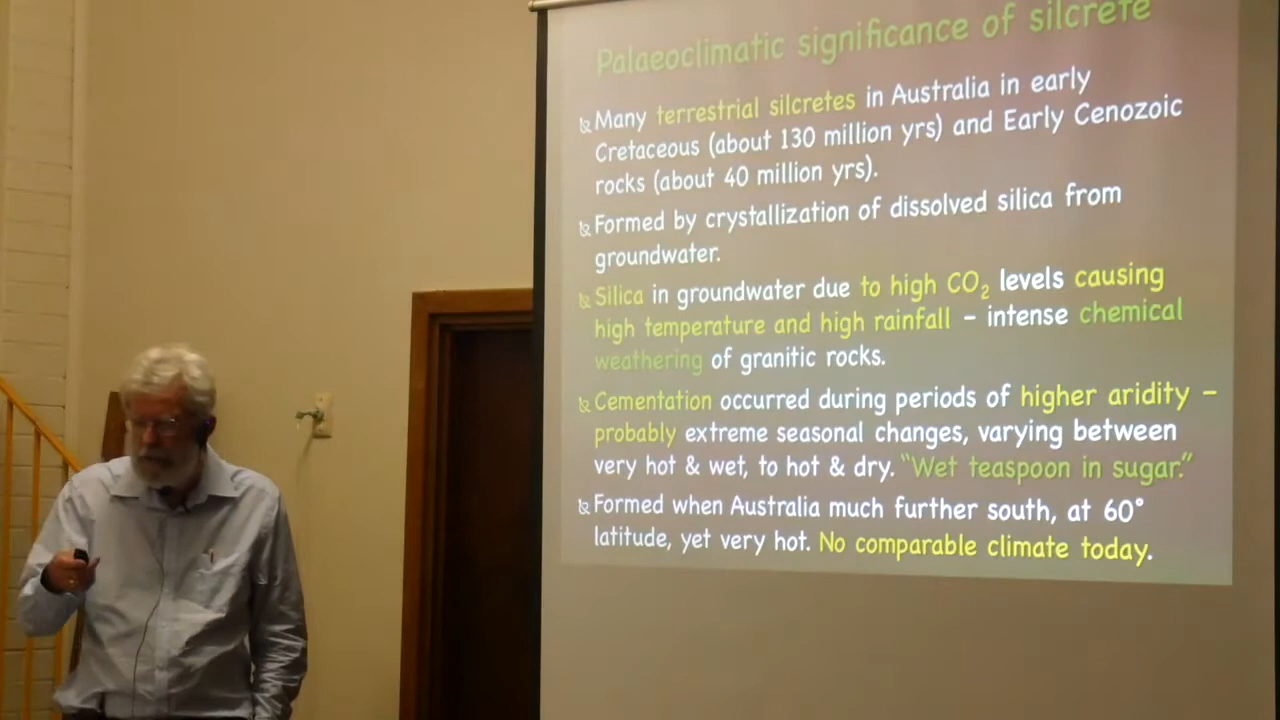 Palaeoclimatic significance of silcrete
Many terrestrial silcretes in Australia in early
Cretaceous (about 130 million yrs) and Early Cenozoic
rocks (about 40 million yrs).
Formed by crystallization of dissolved silica from
groundwater.
Silica in groundwater due to high CO₂ levels causing
high temperature and high rainfall – intense chemical
weathering of granitic rocks.
Cementation occurred during periods of higher aridity –
probably extreme seasonal changes, varying between
very hot & wet, to hot & dry. "Wet teaspoon in sugar."
Formed when Australia much further south, at 60°
latitude, yet very hot. No comparable climate today.